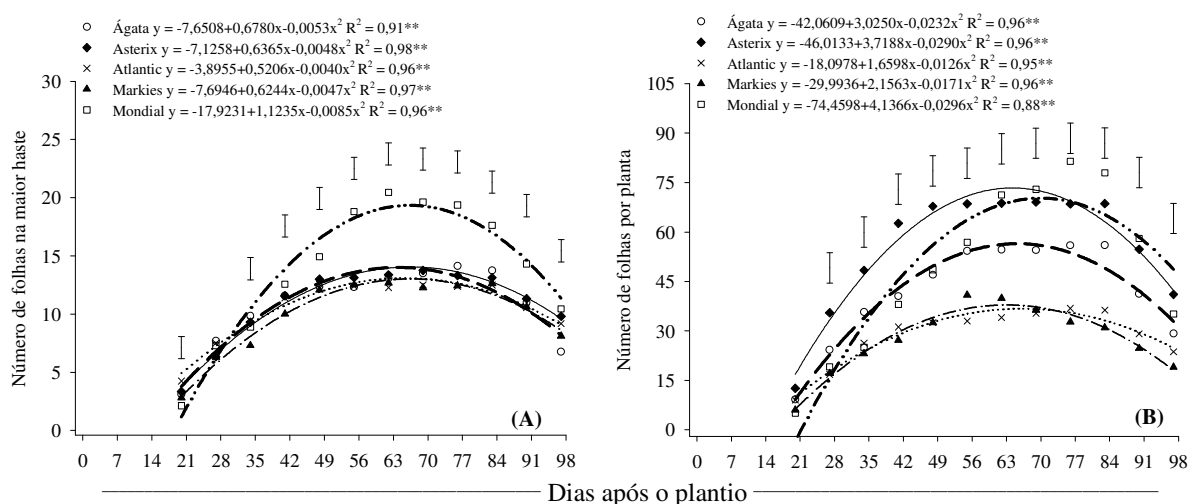 Ágata y = -7,6508+0,6780x-0,0053x² R² = 0,91**
Asterix y = -7,1258+0,6365x-0,0048x² R² = 0,98**
Atlantic y = -3,8955+0,5206x-0,0040x² R² = 0,96**
Markies y = -7,6946+0,6244x-0,0047x² R² = 0,97**
Mondial y = -17,9231+1,1235x-0,0085x² R² = 0,96**
Número de folhas na maior haste
30
25
20
15
10
5
0
(A)
0 7 14 21 28 35 42 49 56 63 70 77 84 91 98
Ágata y = -42,0609+3,0250x-0,0232x² R² = 0,96**
Asterix y = -46,0133+3,7188x-0,0290x² R² = 0,96**
Atlantic y = -18,0978+1,6598x-0,0126x² R² = 0,95**
Markies y = -29,9936+2,1563x-0,0171x² R² = 0,96**
Mondial y = -74,4598+4,1366x-0,0296x² R² = 0,88**
Número de folhas por planta
105
90
75
60
45
30
15
0
(B)
0 7 14 21 28 35 42 49 56 63 70 77 84 91 98
Dias após o plantio